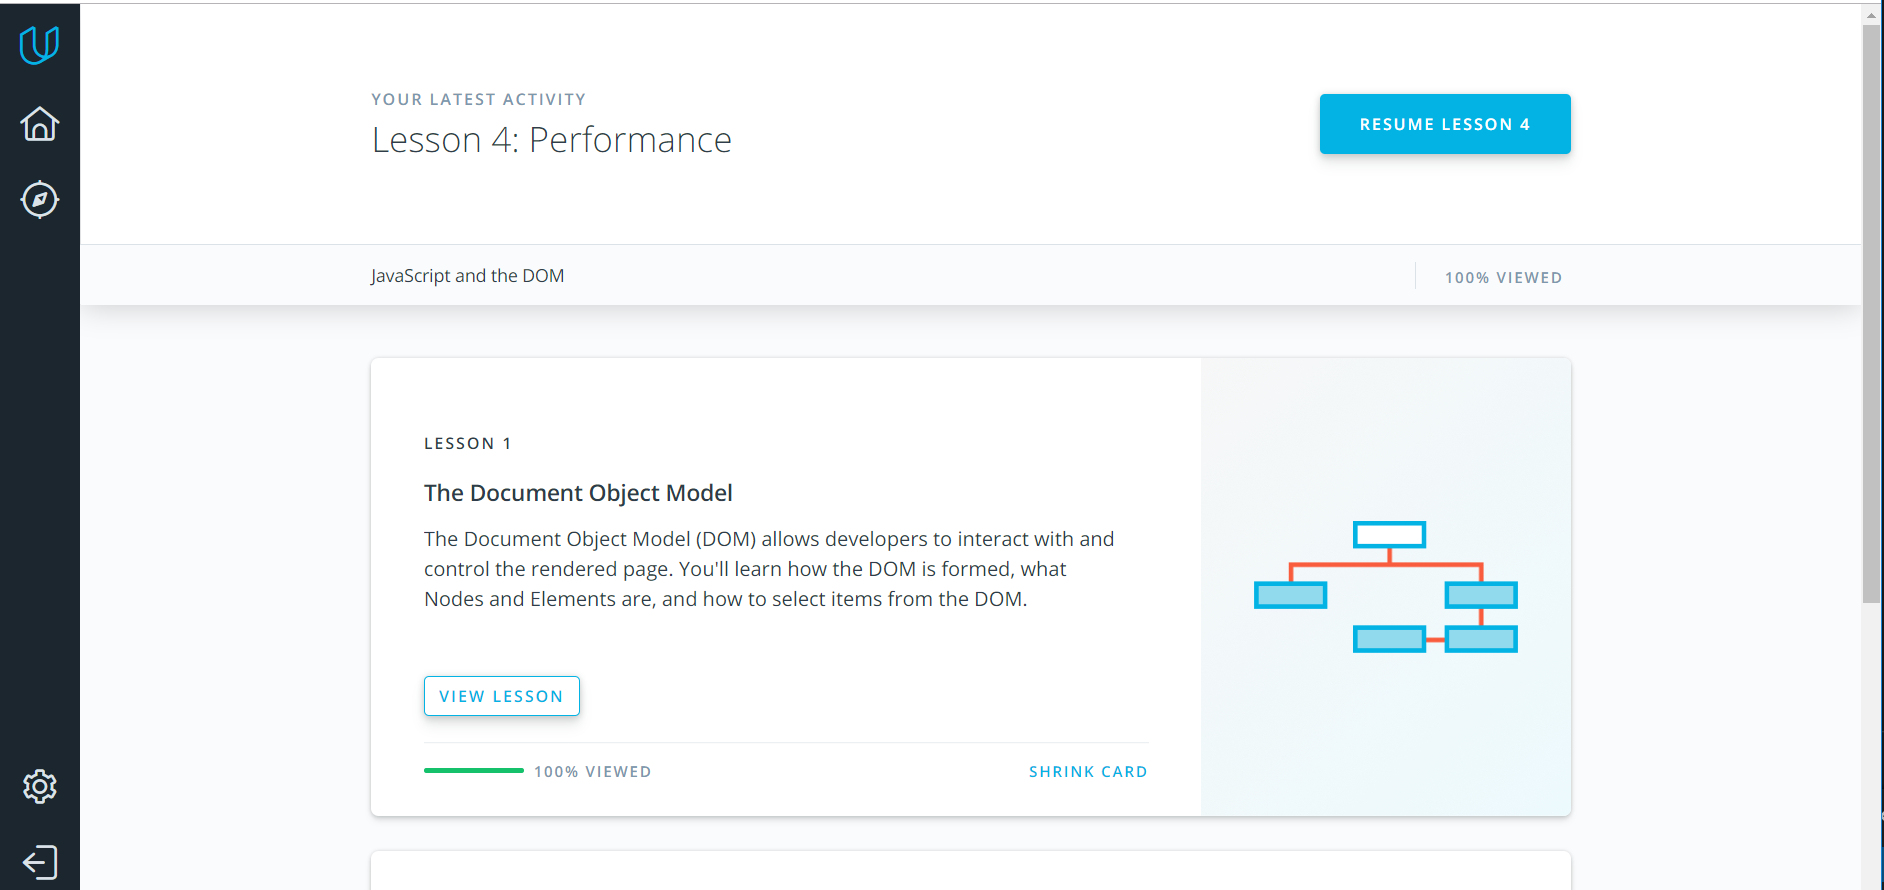 YOUR LATEST ACTIVITY
Lesson 4: Performance
RESUME LESSON 4
JavaScript and the DOM
100% VIEWED
LESSON 1
The Document Object Model
The Document Object Model (DOM) allows developers to interact with and
control the rendered page. You'll learn how the DOM is formed, what
Nodes and Elements are, and how to select items from the DOM.
VIEW LESSON
100% VIEWED
SHRINK CARD